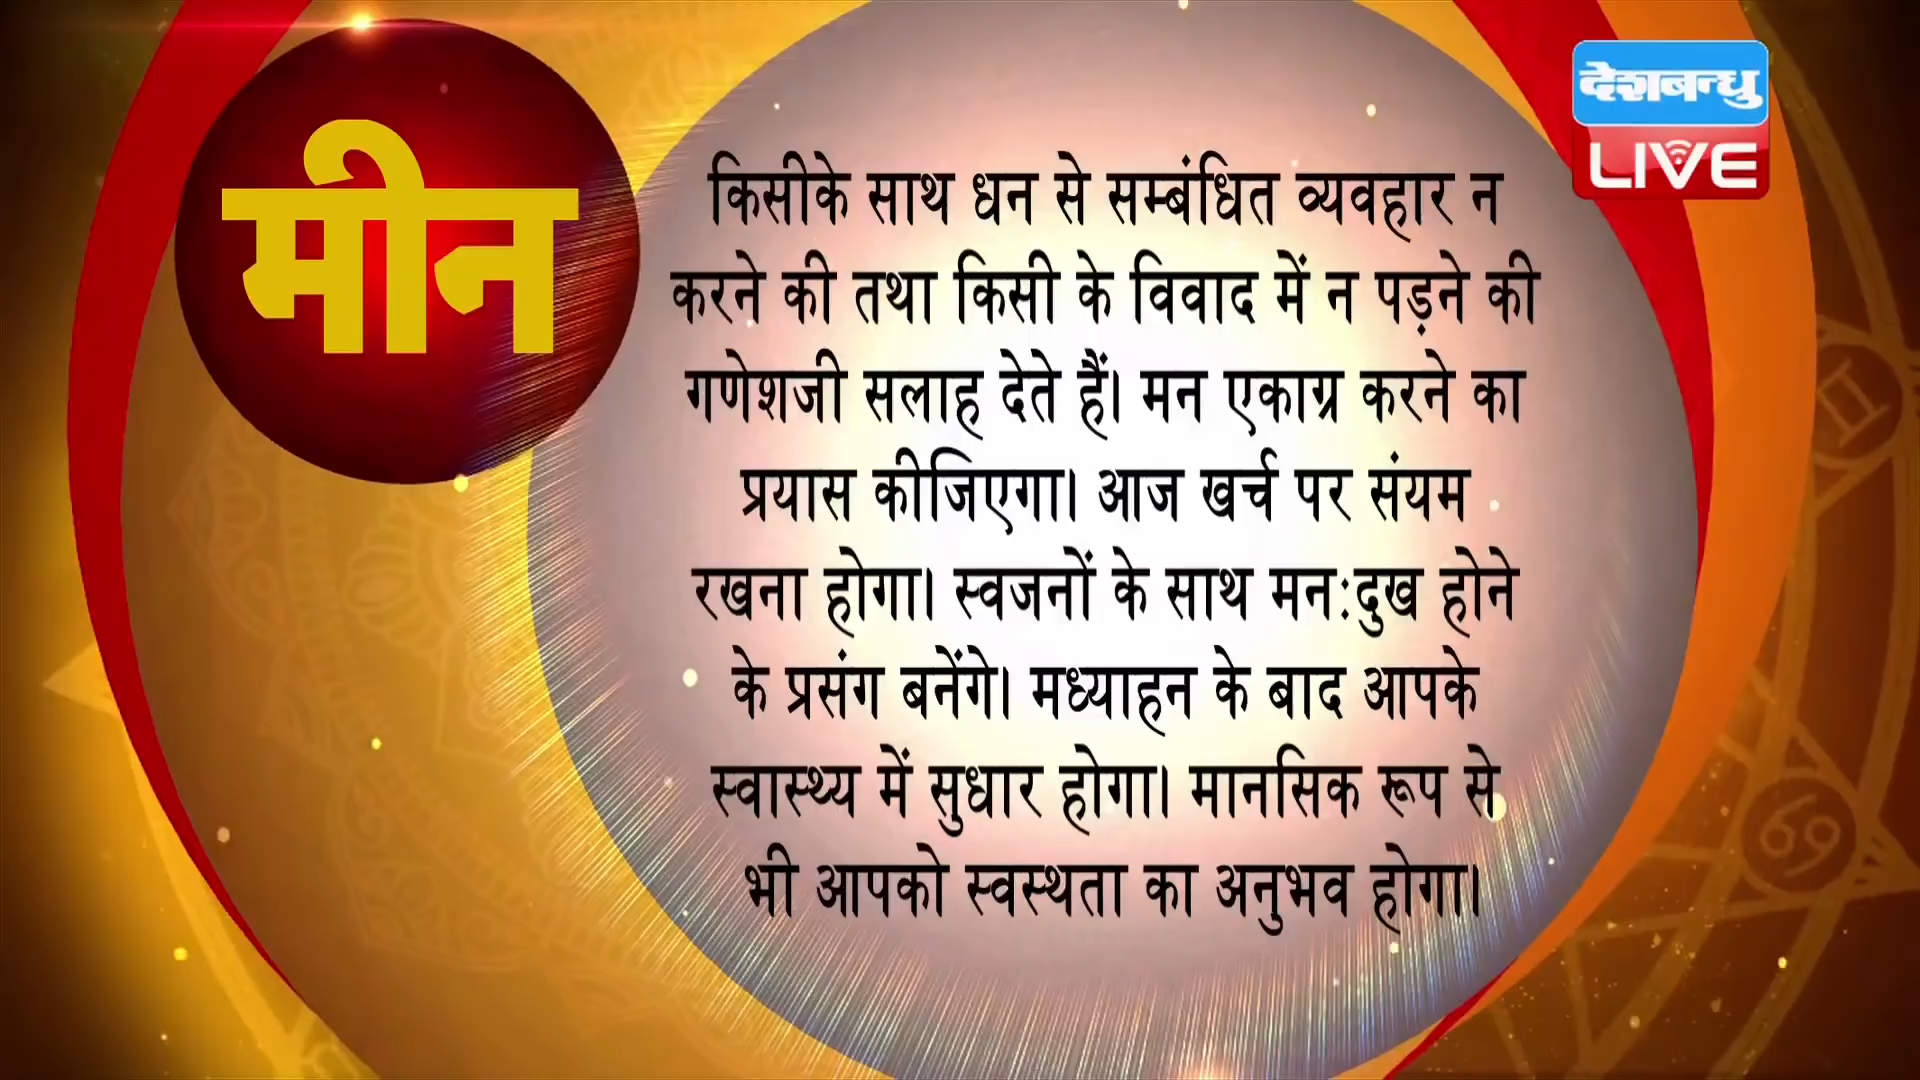 मीन
देशबन्धु
LIVE
किसीके साथ धन से सम्बंधित व्यवहार न
करने की तथा किसी के विवाद में न पड़ने की
गणेशजी सलाह देते हैं। मन एकाग्र करने का
प्रयास कीजिएगा। आज खर्च पर संयम
रखना होगा। स्वजनों के साथ मन:दुख होने
के प्रसंग बनेंगे। मध्याहन के बाद आपके
स्वास्थ्य में सुधार होगा। मानसिक रूप से
भी आपको स्वस्थता का अनुभव होगा।